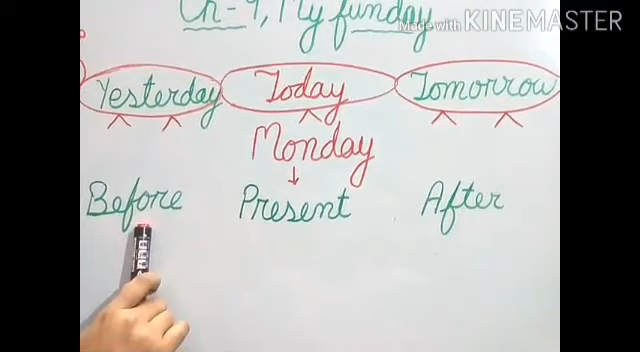 Ch-9, My funday
Made with KINEMASTER
Yesterday Today Tomorrow
Monday
Before Present After